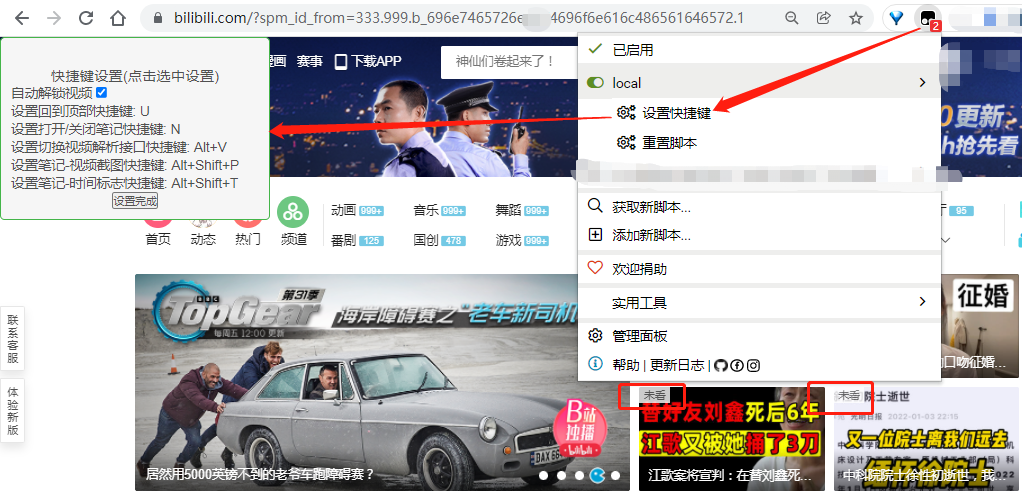 bilibili.com/?spm_id_from=333.999.b_696e7465726e
4696f6e616c486561646572.1
2
快捷键设置(点击选中设置)
自动解锁视频
设置回到顶部快捷键: U
设置打开/关闭笔记快捷键: N
设置切换视频解析接口快捷键: Alt+V
设置笔记-视频截图快捷键: Alt+Shift+P
设置笔记-时间标志快捷键: Alt+Shift+T
设置完成
赛事
下载APP
神仙们卷起来了！
已启用
local
设置快捷键
重置脚本
获取新脚本...
添加新脚本...
欢迎捐助
实用工具
管理面板
帮助 | 更新日志 |
0更新
抢先看
首页
动态
热门
频道
动画 999+
音乐 999+
舞蹈 999+
95
番剧 125
国创 478
游戏 999+
联系客服
体验新版
BBC
第31季
TopGear
每周五 12:00 更新
海岸障碍赛之“老车新司机
B站
独播
bilibili
居然用5000英镑不到的老爷车跑障碍赛？
征婚
口吻征婚...
未看
替好友刘鑫死后6年
江歌又被她捅了3刀
江歌案将宣判：在替刘鑫死...
未看
院士逝世
2022-01-03 22:15
又一位院士离我们远去
缅怀徐院士
中科院院士徐性初逝世，我...